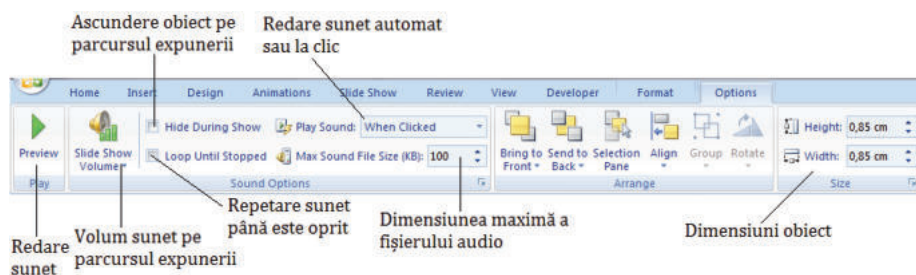 Ascundere obiect pe
parcursul expunerii
Redare sunet automat
sau la clic
Home Insert Design Animations Slide Show Review View Developer Format Options
Preview
Play
Slide Show
Volume
Hide During Show
Play Sound: When Clicked
Loop Until Stopped
Max Sound File Size (KB): 100
Sound Options
Bring to
Front
Send to
Back
Selection
Pane
Align
Group
Rotate
Arrange
Height: 0,85 cm
Width: 0,85 cm
Size
Redare
sunet
Volum sunet pe
parcursul expunerii
Repetare sunet
până este oprit
Dimensiunea maximă a
fișierului audio
Dimensiuni obiect